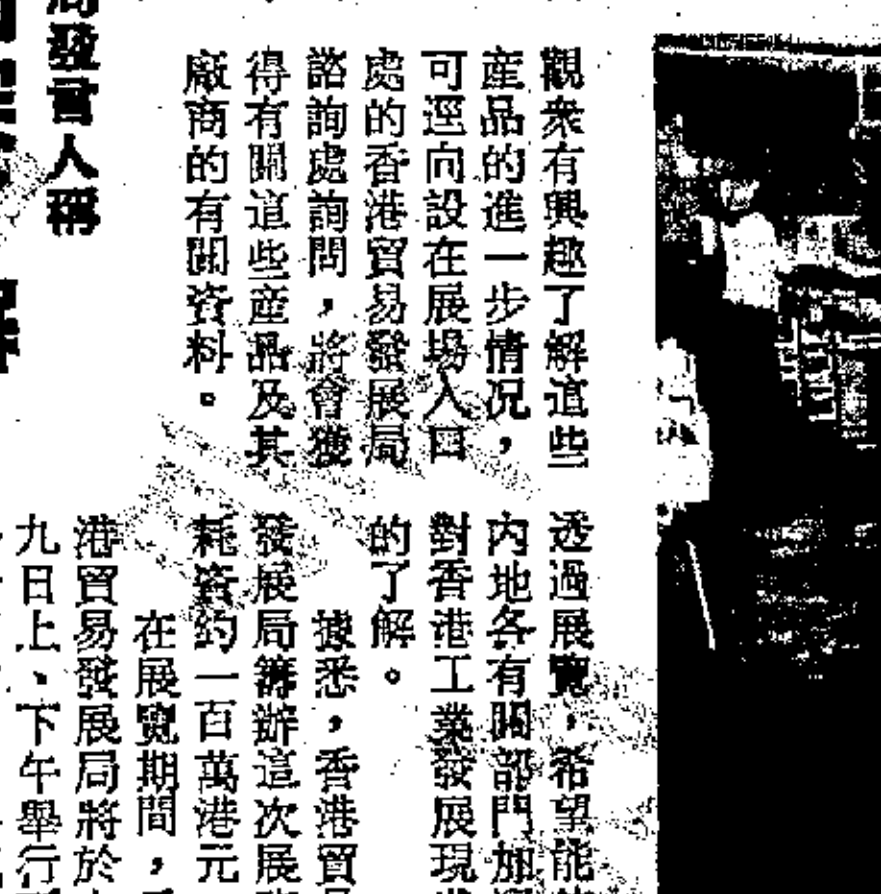 觀衆有興趣了解這些
産品的進一步情况，
可逕向設在展場入口
處的香港貿易發展局
諮詢處詢問，將會獲
得有關這些産品及其
廠商的有關資料。
透過展覽，希望能
内地各有關部門加
對香港工業發展現
的了解。
據悉，香港貿
發展局籌辦這次展
耗資約一百萬港元
在展覽期間，
港貿易發展局將於
九日上、下午舉行
發言人稱